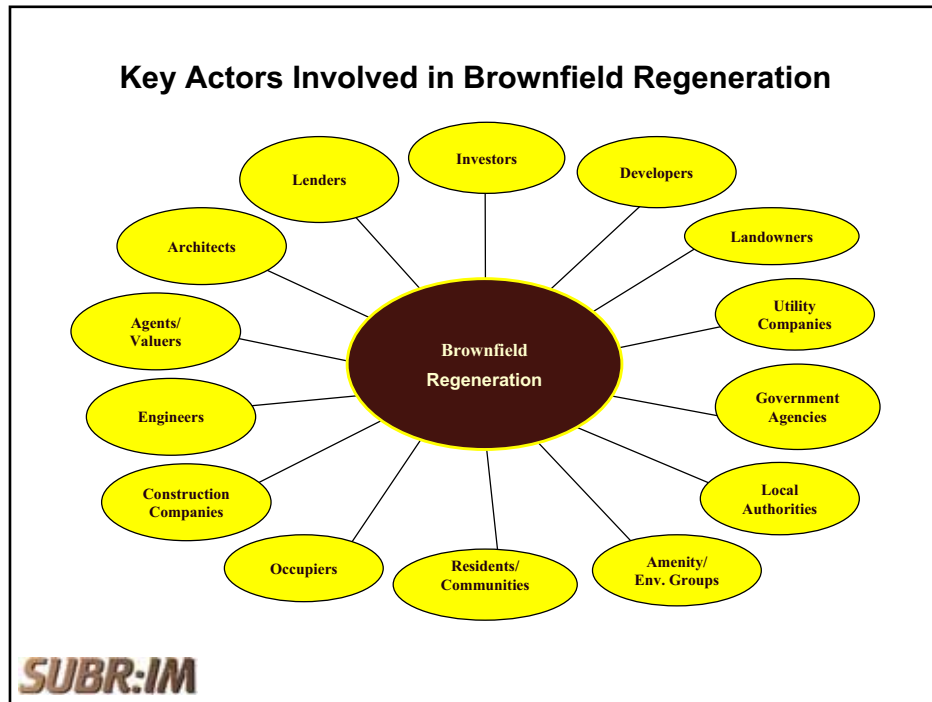 Key Actors Involved in Brownfield Regeneration
Investors
Lenders
Developers
Architects
Landowners
Agents/
Valuers
Utility
Companies
Brownfield
Regeneration
Engineers
Government
Agencies
Construction
Companies
Local
Authorities
Occupiers
Residents/
Communities
Amenity/
Env. Groups
SUBR:IM